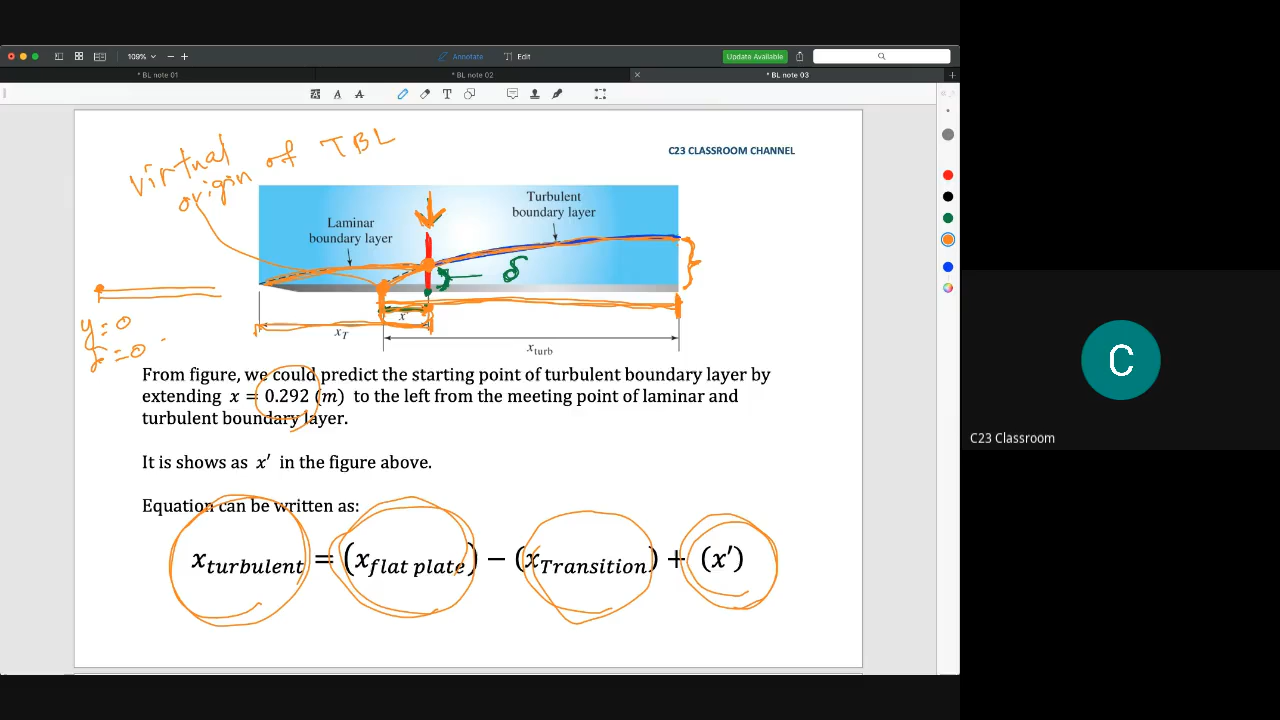 109%
Annotate
Edit
Update Available
* BL note 01
* BL note 02
* BL note 03
C23 CLASSROOM CHANNEL
virtual
origin of TBL
Turbulent
boundary layer
Laminar
boundary layer
δ
y = 0
x = 0
x'
x_T
x_turb
From figure, we could predict the starting point of turbulent boundary layer by
extending x = 0.292 (m) to the left from the meeting point of laminar and
turbulent boundary layer.
It is shows as x′ in the figure above.
Equation can be written as:
x_turbulent = (x_flat plate) − (x_Transition) + (x′)
C
C23 Classroom